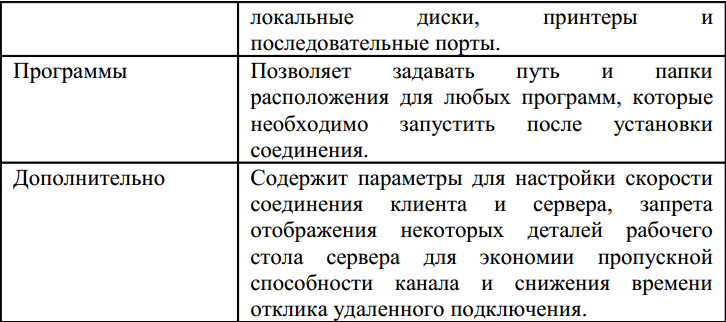 локальные диски, принтеры и
последовательные порты.
Программы
Позволяет задавать путь и папки
расположения для любых программ, которые
необходимо запустить после установки
соединения.
Дополнительно
Содержит параметры для настройки скорости
соединения клиента и сервера, запрета
отображения некоторых деталей рабочего
стола сервера для экономии пропускной
способности канала и снижения времени
отклика удаленного подключения.